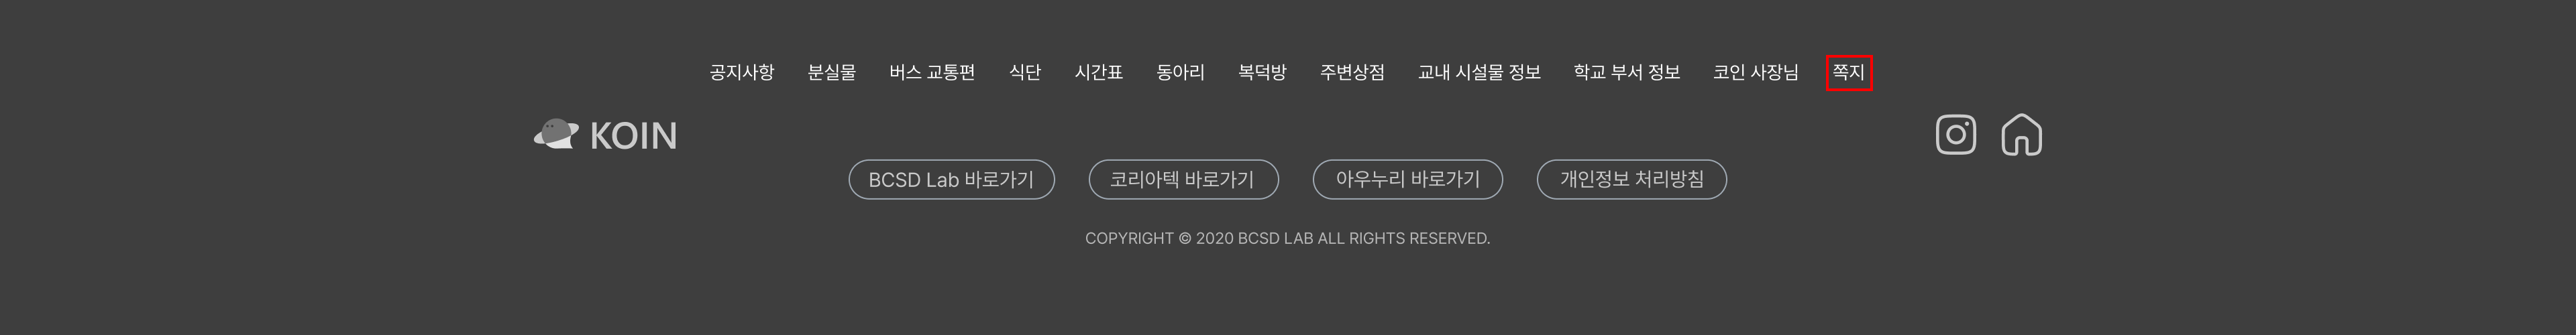 공지사항 분실물 버스 교통편 식단 시간표 동아리 복덕방 주변상점 교내 시설물 정보 학교 부서 정보 코인 사장님 쪽지
KOIN
BCSD Lab 바로가기 코리아텍 바로가기 아우누리 바로가기 개인정보 처리방침
COPYRIGHT © 2020 BCSD LAB ALL RIGHTS RESERVED.